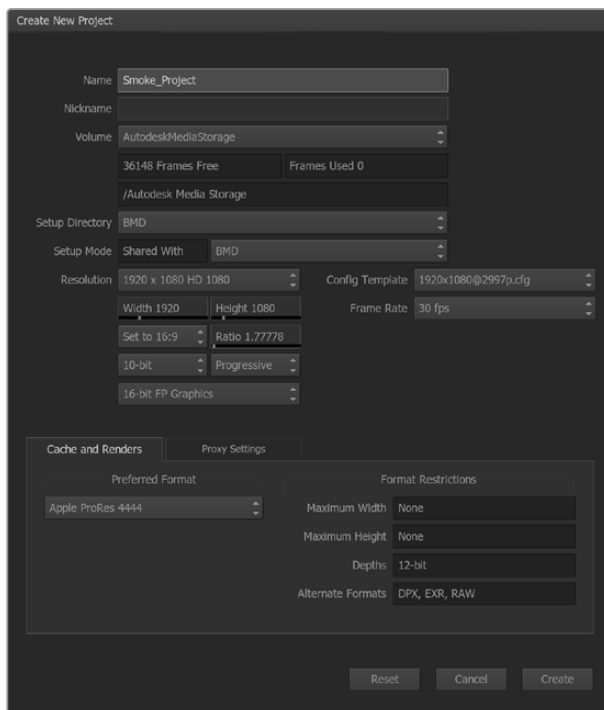 Create New Project
Name Smoke_Project
Nickname
Volume AutodeskMediaStorage
36148 Frames Free Frames Used 0
/Autodesk Media Storage
Setup Directory BMD
Setup Mode Shared With BMD
Resolution 1920 x 1080 HD 1080 Config Template 1920x1080@2997p.cfg
Width 1920 Height 1080 Frame Rate 30 fps
Set to 16:9 Ratio 1.77778
10-bit Progressive
16-bit FP Graphics
Cache and Renders Proxy Settings
Preferred Format Format Restrictions
Apple ProRes 4444 Maximum Width None
Maximum Height None
Depths 12-bit
Alternate Formats DPX, EXR, RAW
Reset Cancel Create